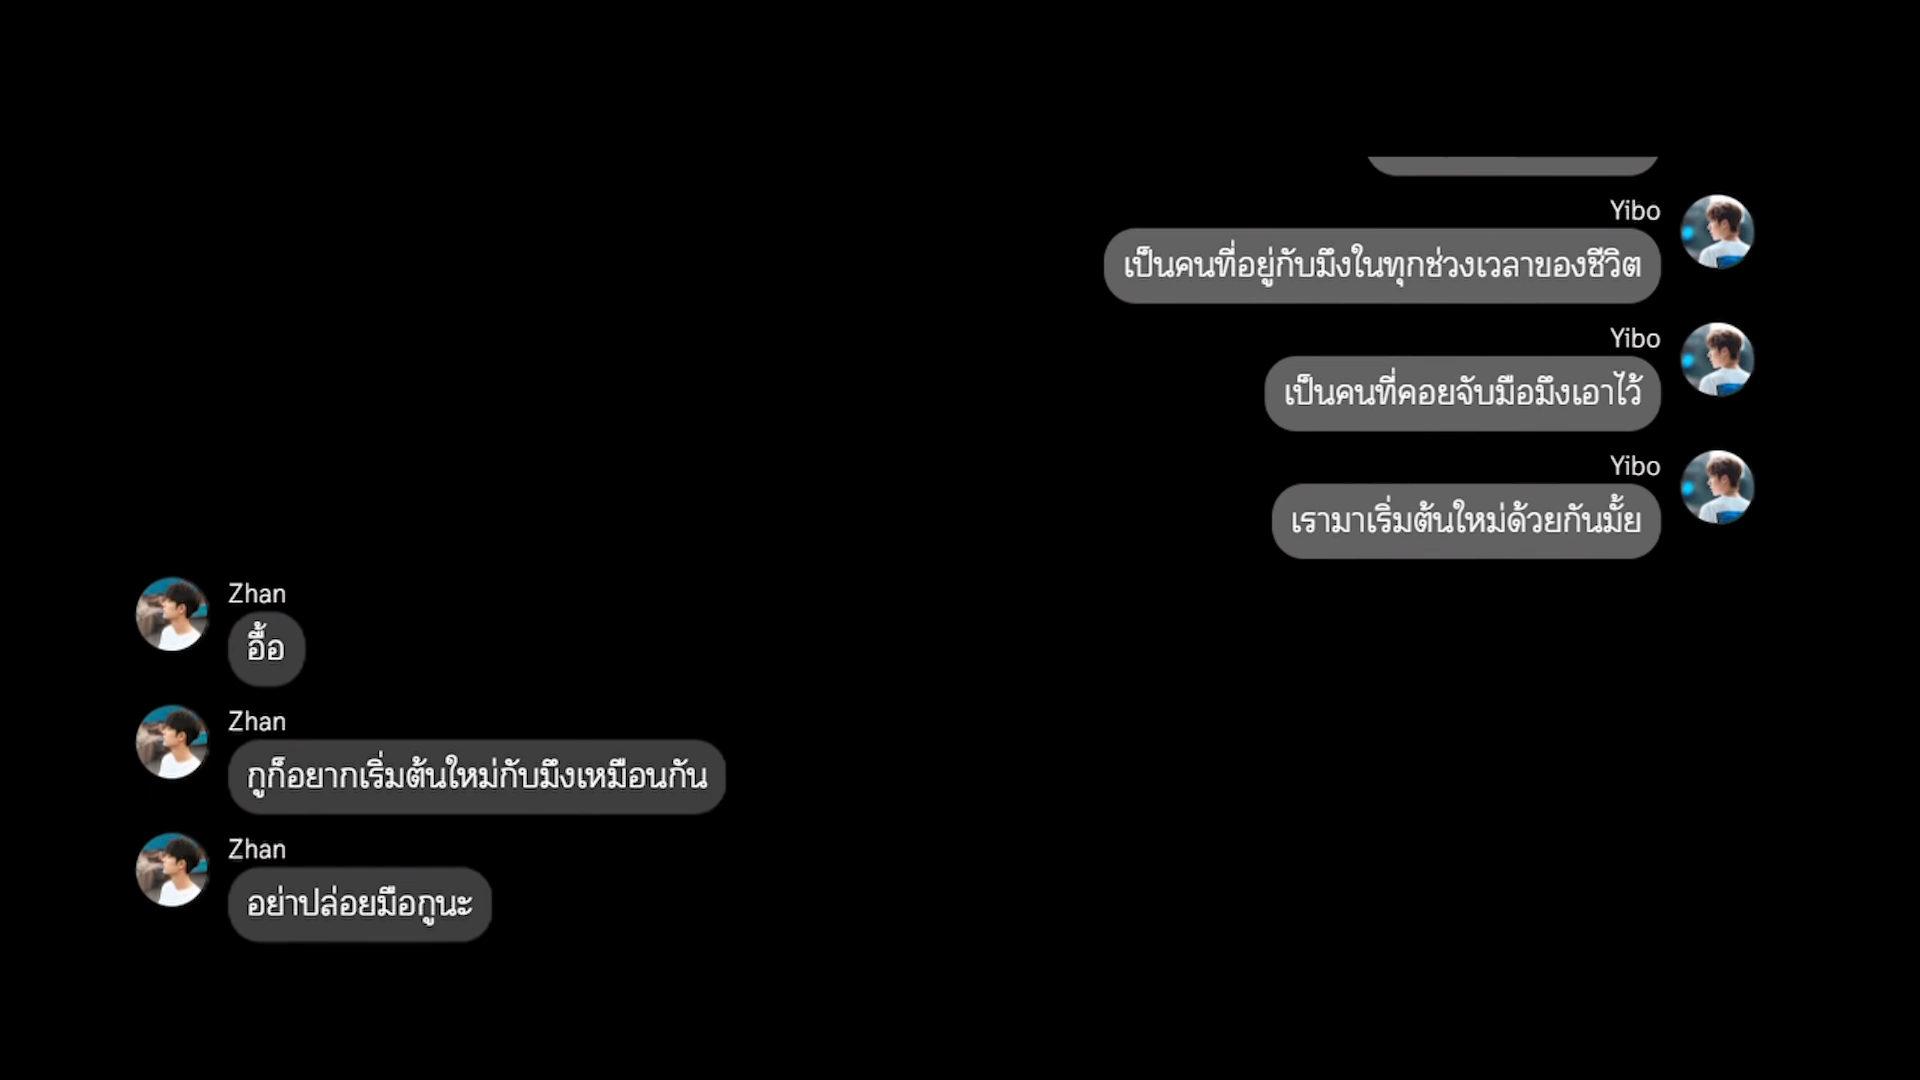 Yibo
เป็นคนที่อยู่กับมึงในทุกช่วงเวลาของชีวิต
Yibo
เป็นคนที่คอยจับมือมึงเอาไว้
Yibo
เรามาเริ่มต้นใหม่ด้วยกันมั้ย
Zhan
อื้อ
Zhan
กูก็อยากเริ่มต้นใหม่กับมึงเหมือนกัน
Zhan
อย่าปล่อยมือกูนะ